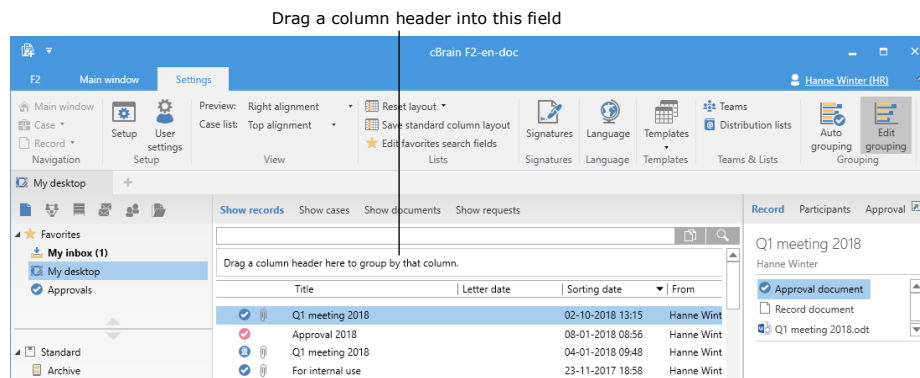 Drag a column header into this field
cBrain F2-en-doc
F2 Main window Settings Hanne Winter (HR)
Main window Preview: Right alignment Reset layout Teams
Case Case list: Top alignment Save standard column layout Distribution lists
Record Setup User settings Edit favorites search fields Signatures Language Templates Auto grouping Edit grouping
Navigation Setup View Lists Signatures Language Templates Teams & Lists Grouping
My desktop +
Show records Show cases Show documents Show requests Record Participants Approval
Favorites
My inbox (1)
My desktop
Approvals
Standard
Archive
Drag a column header here to group by that column.
Title Letter date Sorting date From
Q1 meeting 2018 02-10-2018 13:15 Hanne Wint
Approval 2018 08-01-2018 08:56 Hanne Wint
Q1 meeting 2018 04-01-2018 09:48 Hanne Wint
For internal use 23-11-2017 18:58 Hanne Wint
Q1 meeting 2018
Hanne Winter
Approval document
Record document
Q1 meeting 2018.odt